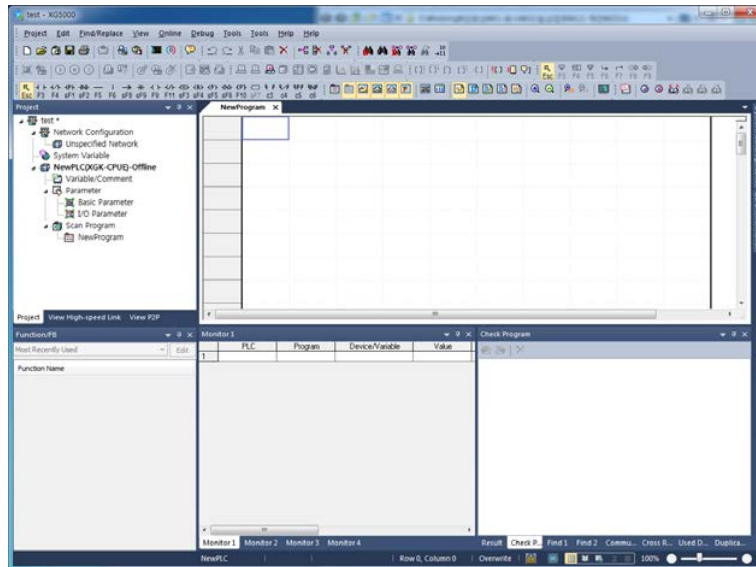 test - XG5000
Project Edit Find/Replace View Online Debug Tools Tools Help Help
Project
test *
Network Configuration
Unspecified Network
System Variable
NewPLC(XGK-CPUE)-Offline
Variable/Comment
Parameter
Basic Parameter
I/O Parameter
Scan Program
NewProgram
Project View High-speed Link View P2P
NewProgram
Function/FB
Most Recently Used Edit
Function Name
Monitor 1
PLC Program Device/Variable Value
1
Monitor 1 Monitor 2 Monitor 3 Monitor 4
Check Program
Result Check P... Find 1 Find 2 Commu... Cross R... Used D... Duplica...
NewPLC Row 0, Column 0 Overwrite 100%